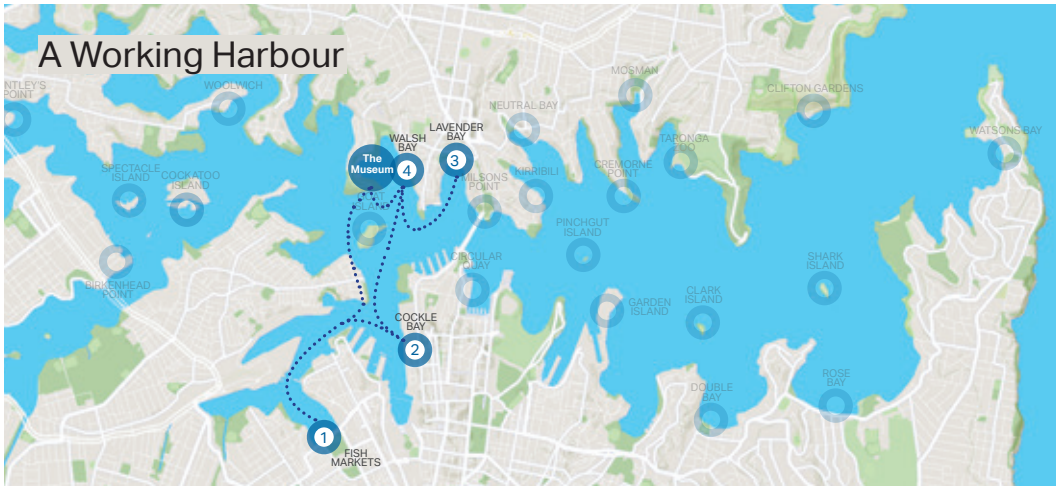 A Working Harbour
NTLEY'S
POINT
WOOLWICH
MOSMAN
CLIFTON GARDENS
NEUTRAL BAY
WATSONS BAY
WALSH
BAY
LAVENDER
BAY
The
Museum
4
3
TARONGA
SPECTACLE
ISLAND
COCKATOO
ISLAND
MILSONS
POINT
KIRRIBILI
CREMORNE
POINT
ISLAND
PINCHGUT
ISLAND
CIRCULAR
QUAY
SHARK
ISLAND
BIRKENHEAD
POINT
CLARK
ISLAND
GARDEN
ISLAND
COCKLE
BAY
2
DOUBLE
BAY
ROSE
BAY
1
FISH
MARKETS